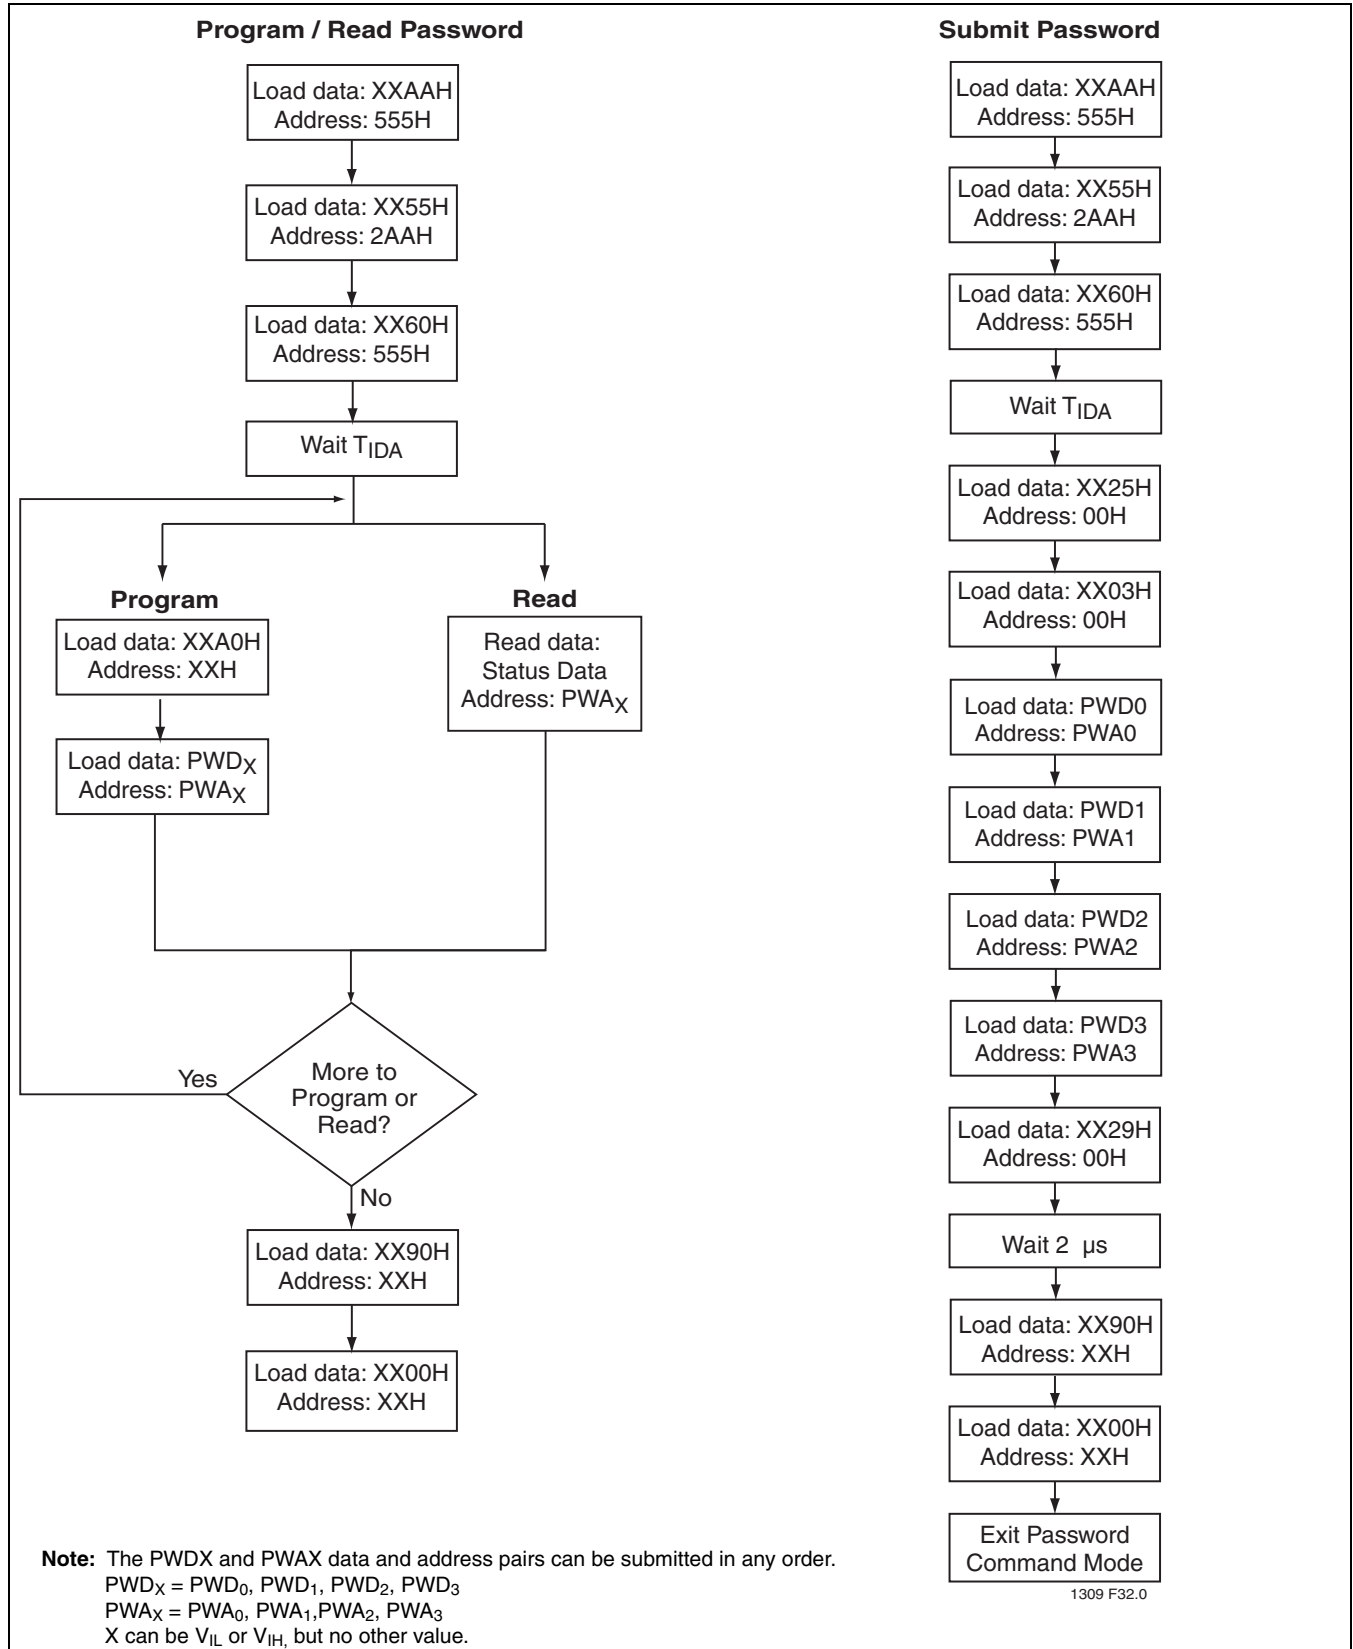 Program / Read Password
Load data: XXAAH
Address: 555H
Load data: XX55H
Address: 2AAH
Load data: XX60H
Address: 555H
Wait TIDA
Program
Load data: XXA0H
Address: XXH
Load data: PWDX
Address: PWAX
Read
Read data:
Status Data
Address: PWAX
More to
Program or
Read?
Yes
No
Load data: XX90H
Address: XXH
Load data: XX00H
Address: XXH
Submit Password
Load data: XXAAH
Address: 555H
Load data: XX55H
Address: 2AAH
Load data: XX60H
Address: 555H
Wait TIDA
Load data: XX25H
Address: 00H
Load data: XX03H
Address: 00H
Load data: PWD0
Address: PWA0
Load data: PWD1
Address: PWA1
Load data: PWD2
Address: PWA2
Load data: PWD3
Address: PWA3
Load data: XX29H
Address: 00H
Wait 2 µs
Load data: XX90H
Address: XXH
Load data: XX00H
Address: XXH
Exit Password
Command Mode
1309 F32.0
Note: The PWDX and PWAX data and address pairs can be submitted in any order.
PWDX = PWD0, PWD1, PWD2, PWD3
PWAX = PWA0, PWA1,PWA2, PWA3
X can be VIL or VIH, but no other value.